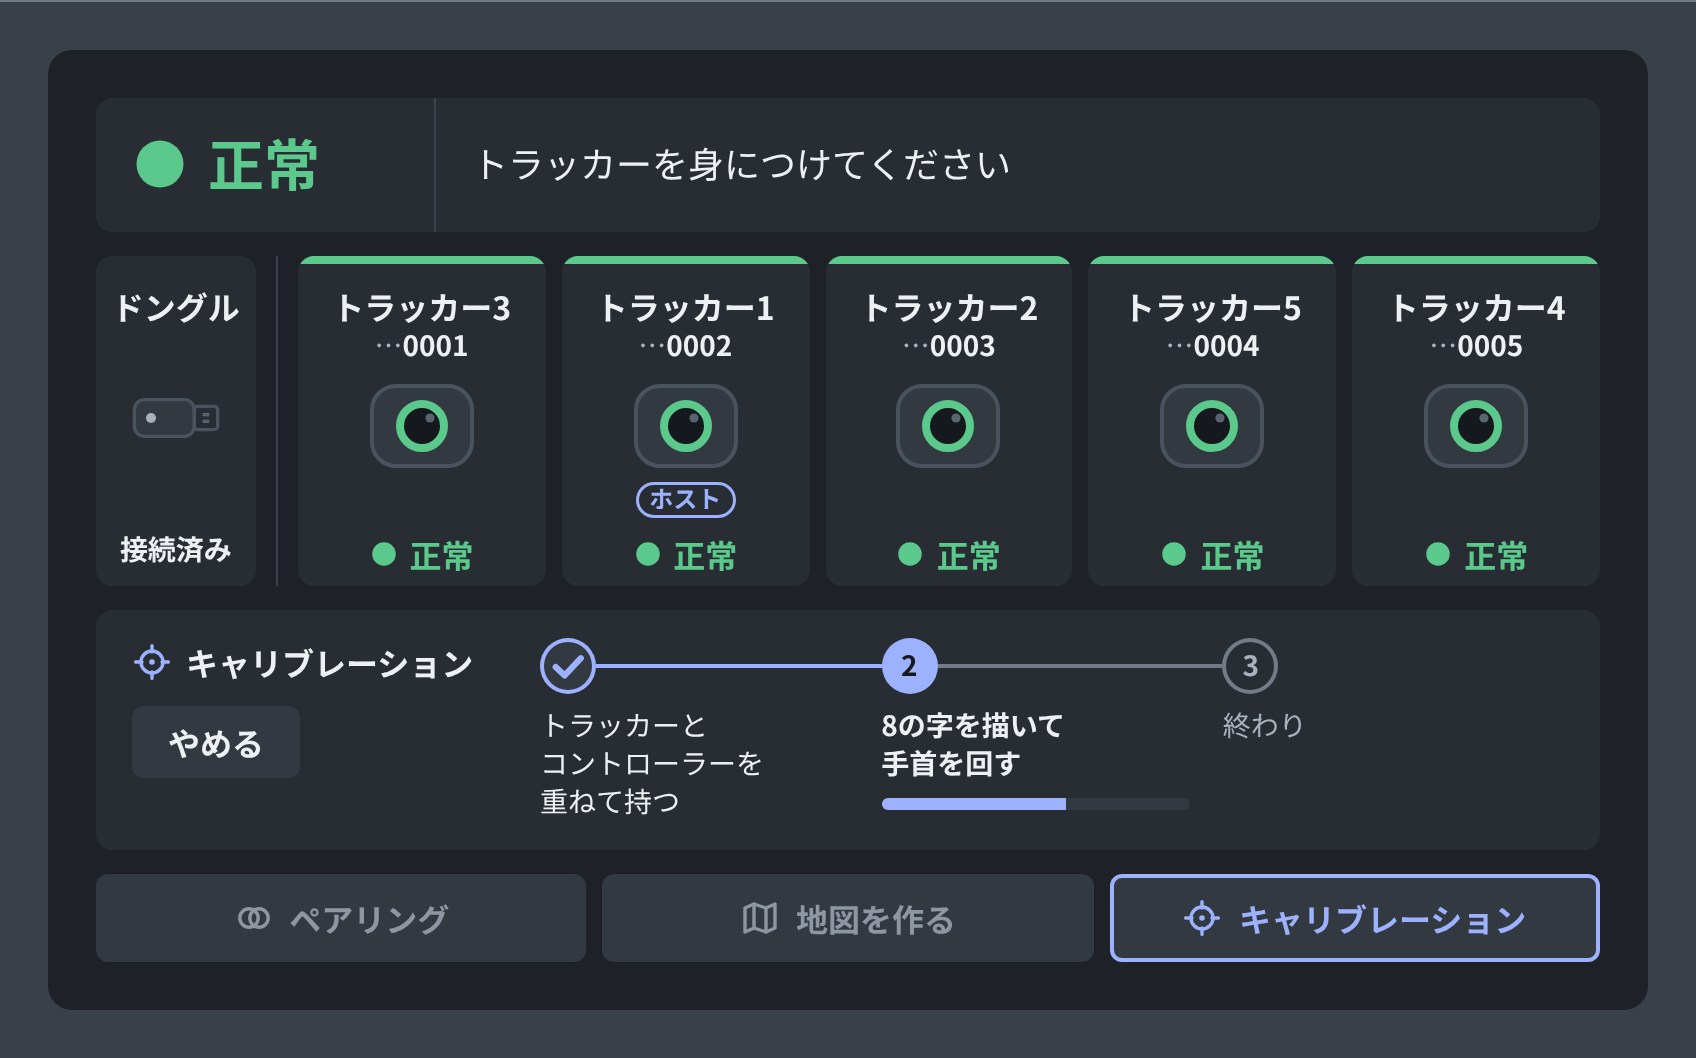 正常
トラッカーを身につけてください
ドングル
接続済み
トラッカー3
…0001
正常
トラッカー1
…0002
ホスト
正常
トラッカー2
…0003
正常
トラッカー5
…0004
正常
トラッカー4
…0005
正常
キャリブレーション
やめる
トラッカーと
コントローラーを
重ねて持つ
2
8の字を描いて
手首を回す
3
終わり
ペアリング
地図を作る
キャリブレーション